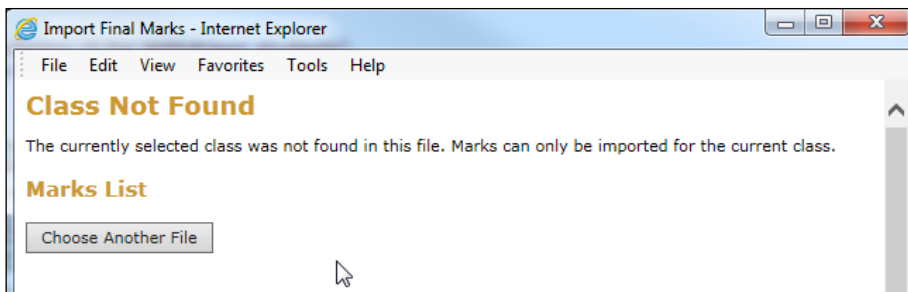 Import Final Marks - Internet Explorer
File Edit View Favorites Tools Help
Class Not Found
The currently selected class was not found in this file. Marks can only be imported for the current class.
Marks List
Choose Another File